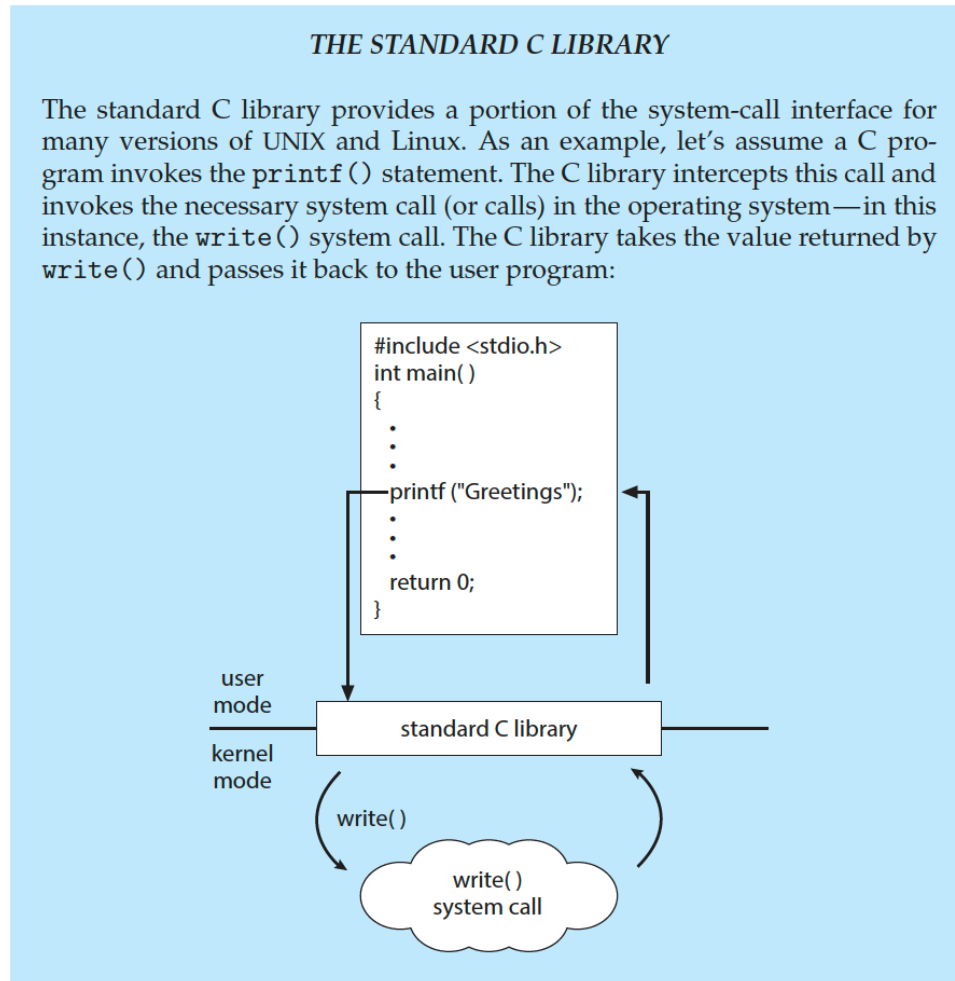 THE STANDARD C LIBRARY
The standard C library provides a portion of the system-call interface for
many versions of UNIX and Linux. As an example, let's assume a C pro-
gram invokes the printf() statement. The C library intercepts this call and
invokes the necessary system call (or calls) in the operating system—in this
instance, the write() system call. The C library takes the value returned by
write() and passes it back to the user program:
#include <stdio.h>
int main( )
{
.
.
.
printf ("Greetings");
.
.
.
return 0;
}
user
mode
standard C library
kernel
mode
write( )
write( )
system call